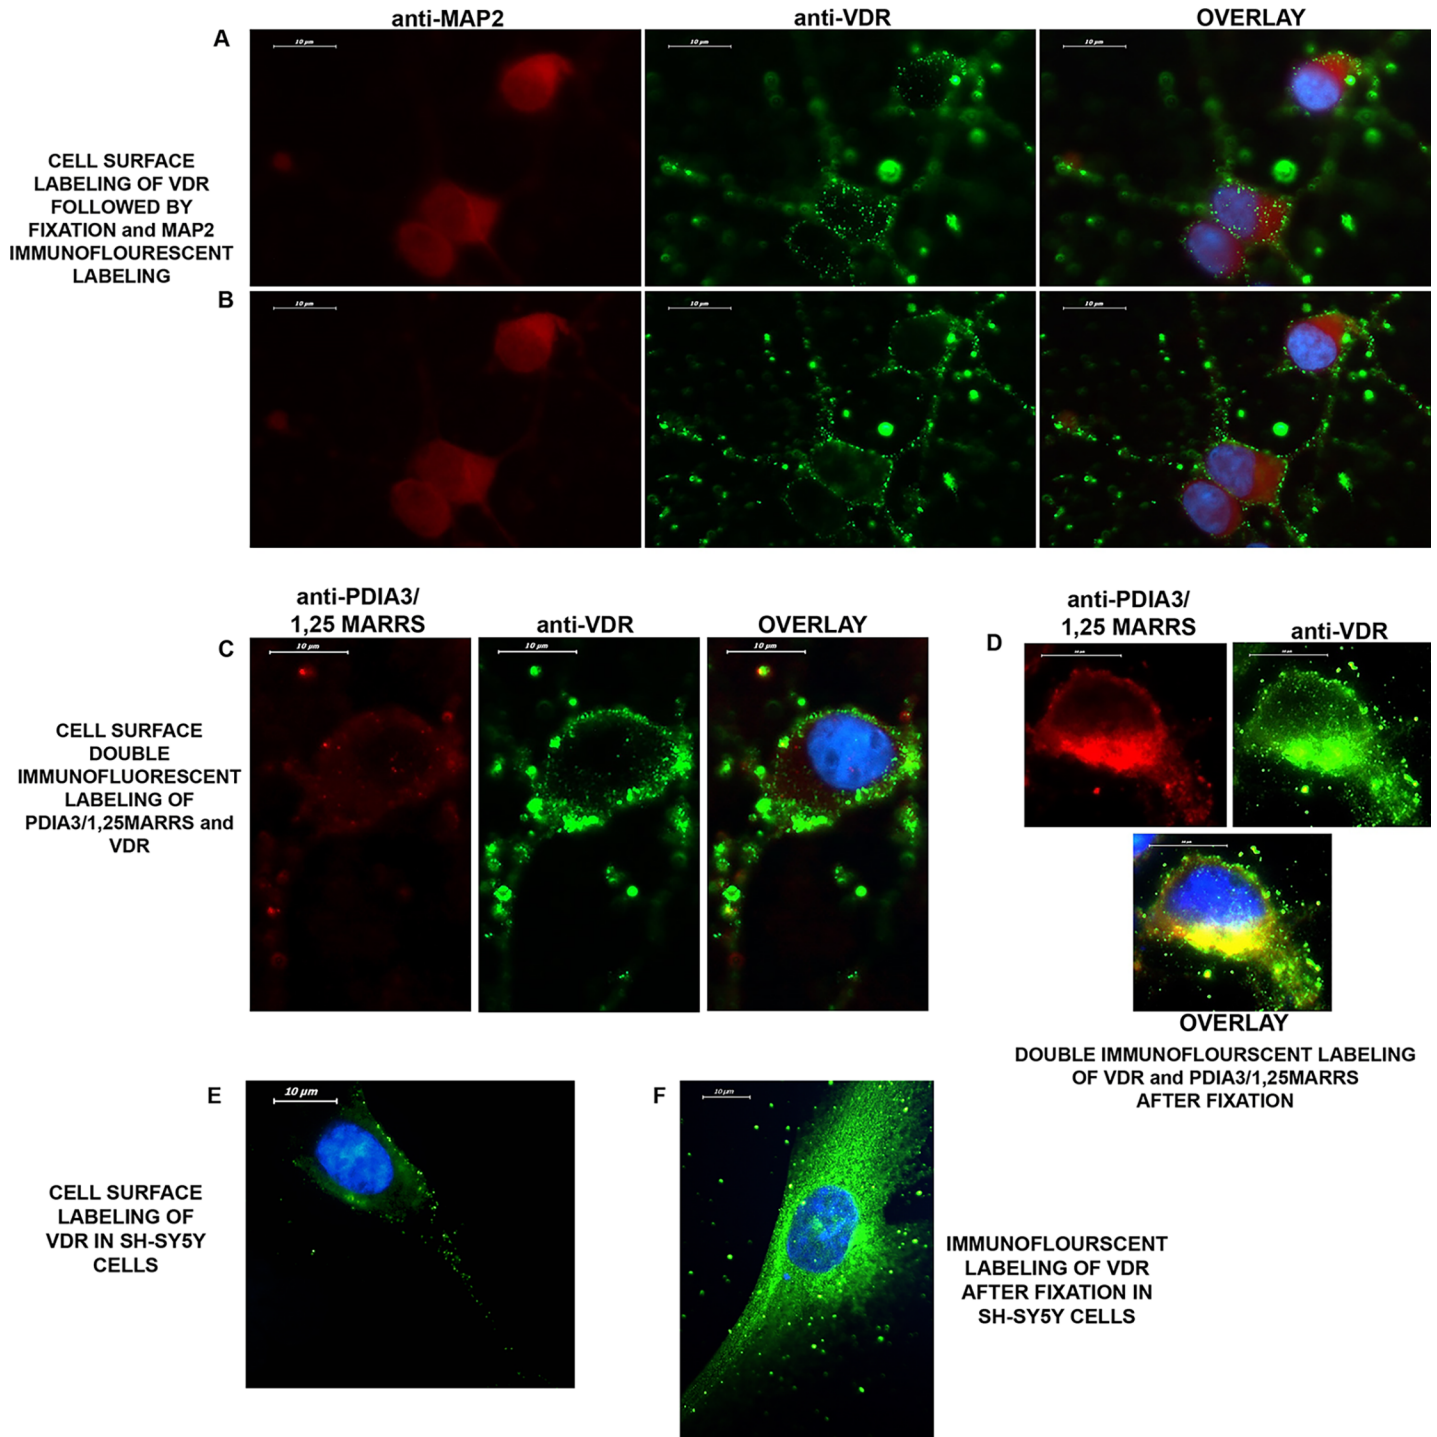 anti-MAP2
anti-VDR
OVERLAY
A
10 µm
10 µm
10 µm
CELL SURFACE
LABELING OF VDR
FOLLOWED BY
FIXATION and MAP2
IMMUNOFLOURESCENT
LABELING
B
10 µm
10 µm
10 µm
anti-PDIA3/
1,25 MARRS
anti-VDR
OVERLAY
C
10 µm
10 µm
10 µm
CELL SURFACE
DOUBLE
IMMUNOFLUORESCENT
LABELING OF
PDIA3/1,25MARRS and
VDR
anti-PDIA3/
1,25 MARRS
anti-VDR
D
OVERLAY
DOUBLE IMMUNOFLOURSCENT LABELING
OF VDR and PDIA3/1,25MARRS
AFTER FIXATION
E
10 µm
CELL SURFACE
LABELING OF
VDR IN SH-SY5Y
CELLS
F
10 µm
IMMUNOFLOURSCENT
LABELING OF VDR
AFTER FIXATION IN
SH-SY5Y CELLS